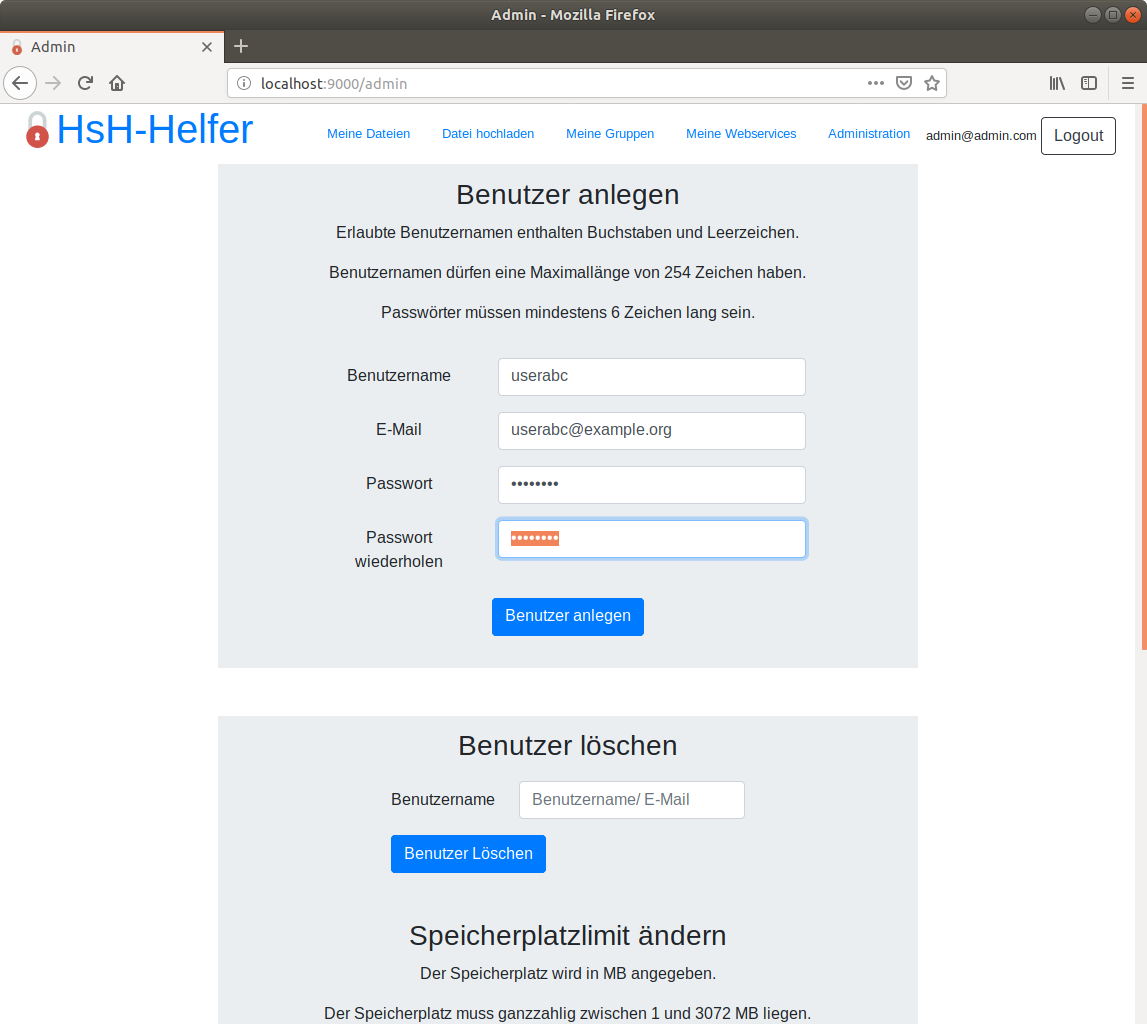 Admin - Mozilla Firefox
Admin
localhost:9000/admin
HsH-Helfer
Meine Dateien Datei hochladen Meine Gruppen Meine Webservices Administration admin@admin.com Logout
Benutzer anlegen
Erlaubte Benutzernamen enthalten Buchstaben und Leerzeichen.
Benutzernamen dürfen eine Maximallänge von 254 Zeichen haben.
Passwörter müssen mindestens 6 Zeichen lang sein.
Benutzername userabc
E-Mail userabc@example.org
Passwort ••••••••
Passwort wiederholen ••••••••
Benutzer anlegen
Benutzer löschen
Benutzername Benutzername/ E-Mail
Benutzer Löschen
Speicherplatzlimit ändern
Der Speicherplatz wird in MB angegeben.
Der Speicherplatz muss ganzzahlig zwischen 1 und 3072 MB liegen.